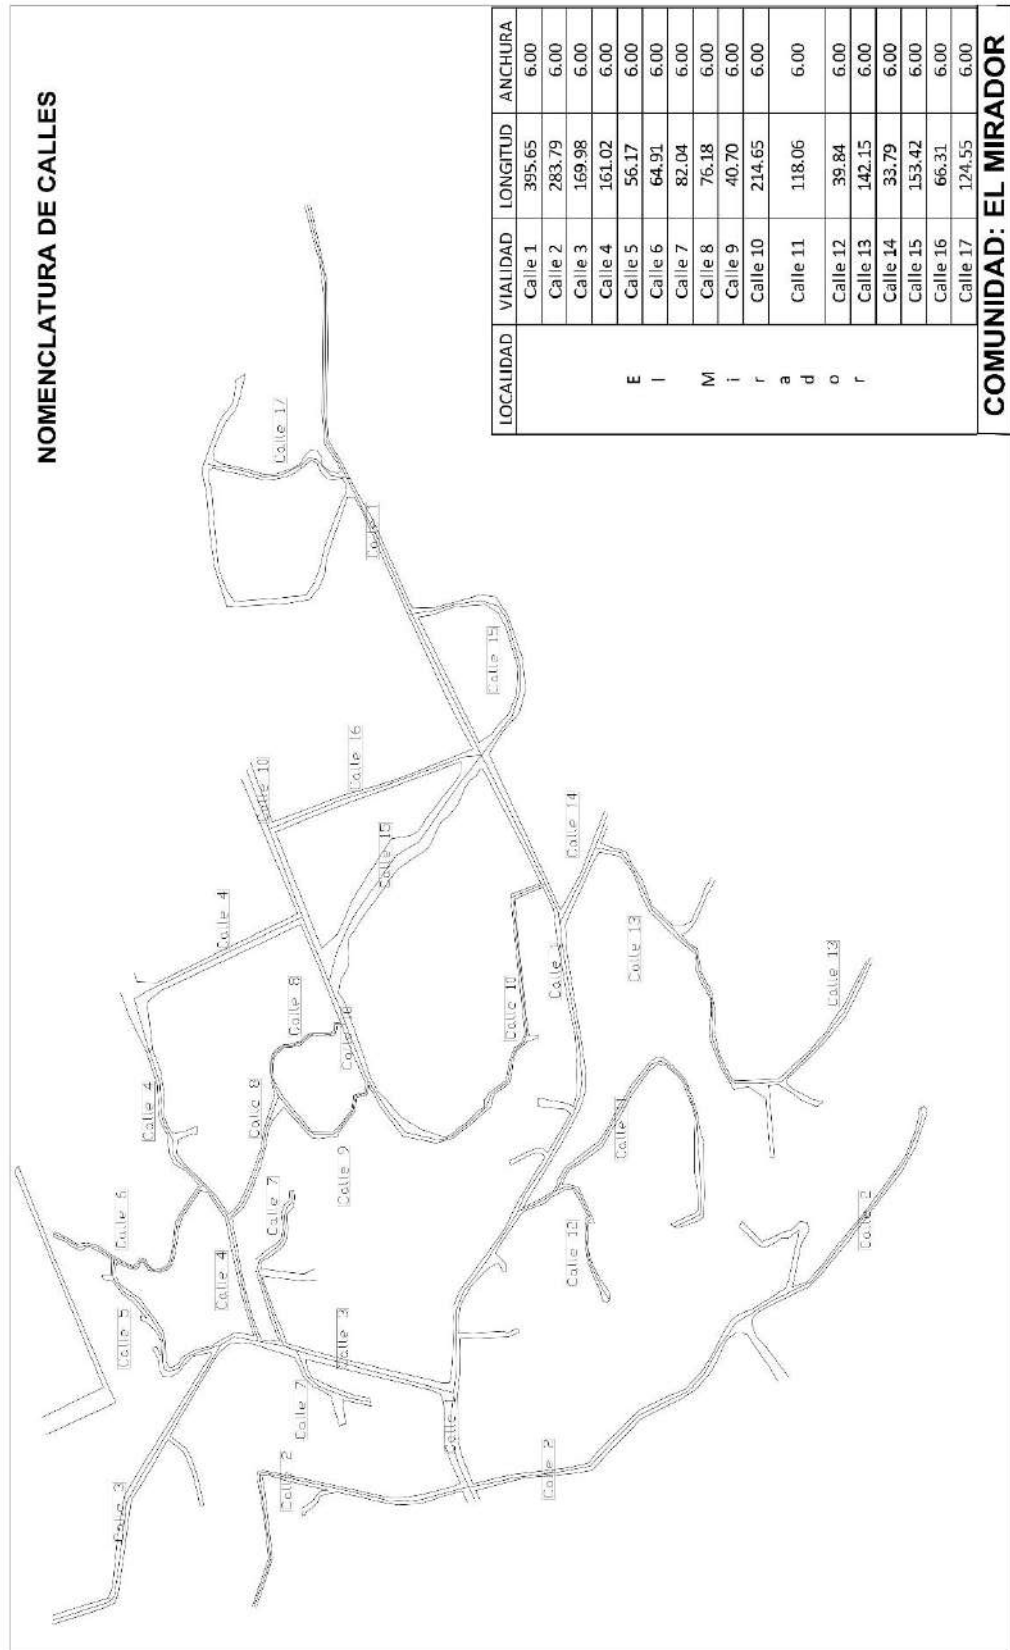 NOMENCLATURA DE CALLES
LOCALIDAD VIALIDAD LONGITUD ANCHURA
El Mirador
Calle 1 395.65 6.00
Calle 2 283.79 6.00
Calle 3 169.98 6.00
Calle 4 161.02 6.00
Calle 5 56.17 6.00
Calle 6 64.91 6.00
Calle 7 82.04 6.00
Calle 8 76.18 6.00
Calle 9 40.70 6.00
Calle 10 214.65 6.00
Calle 11 118.06 6.00
Calle 12 39.84 6.00
Calle 13 142.15 6.00
Calle 14 33.79 6.00
Calle 15 153.42 6.00
Calle 16 66.31 6.00
Calle 17 124.55 6.00
COMUNIDAD: EL MIRADOR
Calle 3
Calle 5
Calle 6
Calle 4
Calle 4
Calle 4
Calle 10
Calle 17
Calle 2
Calle 7
Calle 7
Calle 8
Calle 8
Calle 3
Calle 9
Calle 15
Calle 16
Calle 1
Calle 10
Calle 15
Calle 2
Calle 12
Calle 1
Calle 14
Calle 13
Calle 2
Calle 13